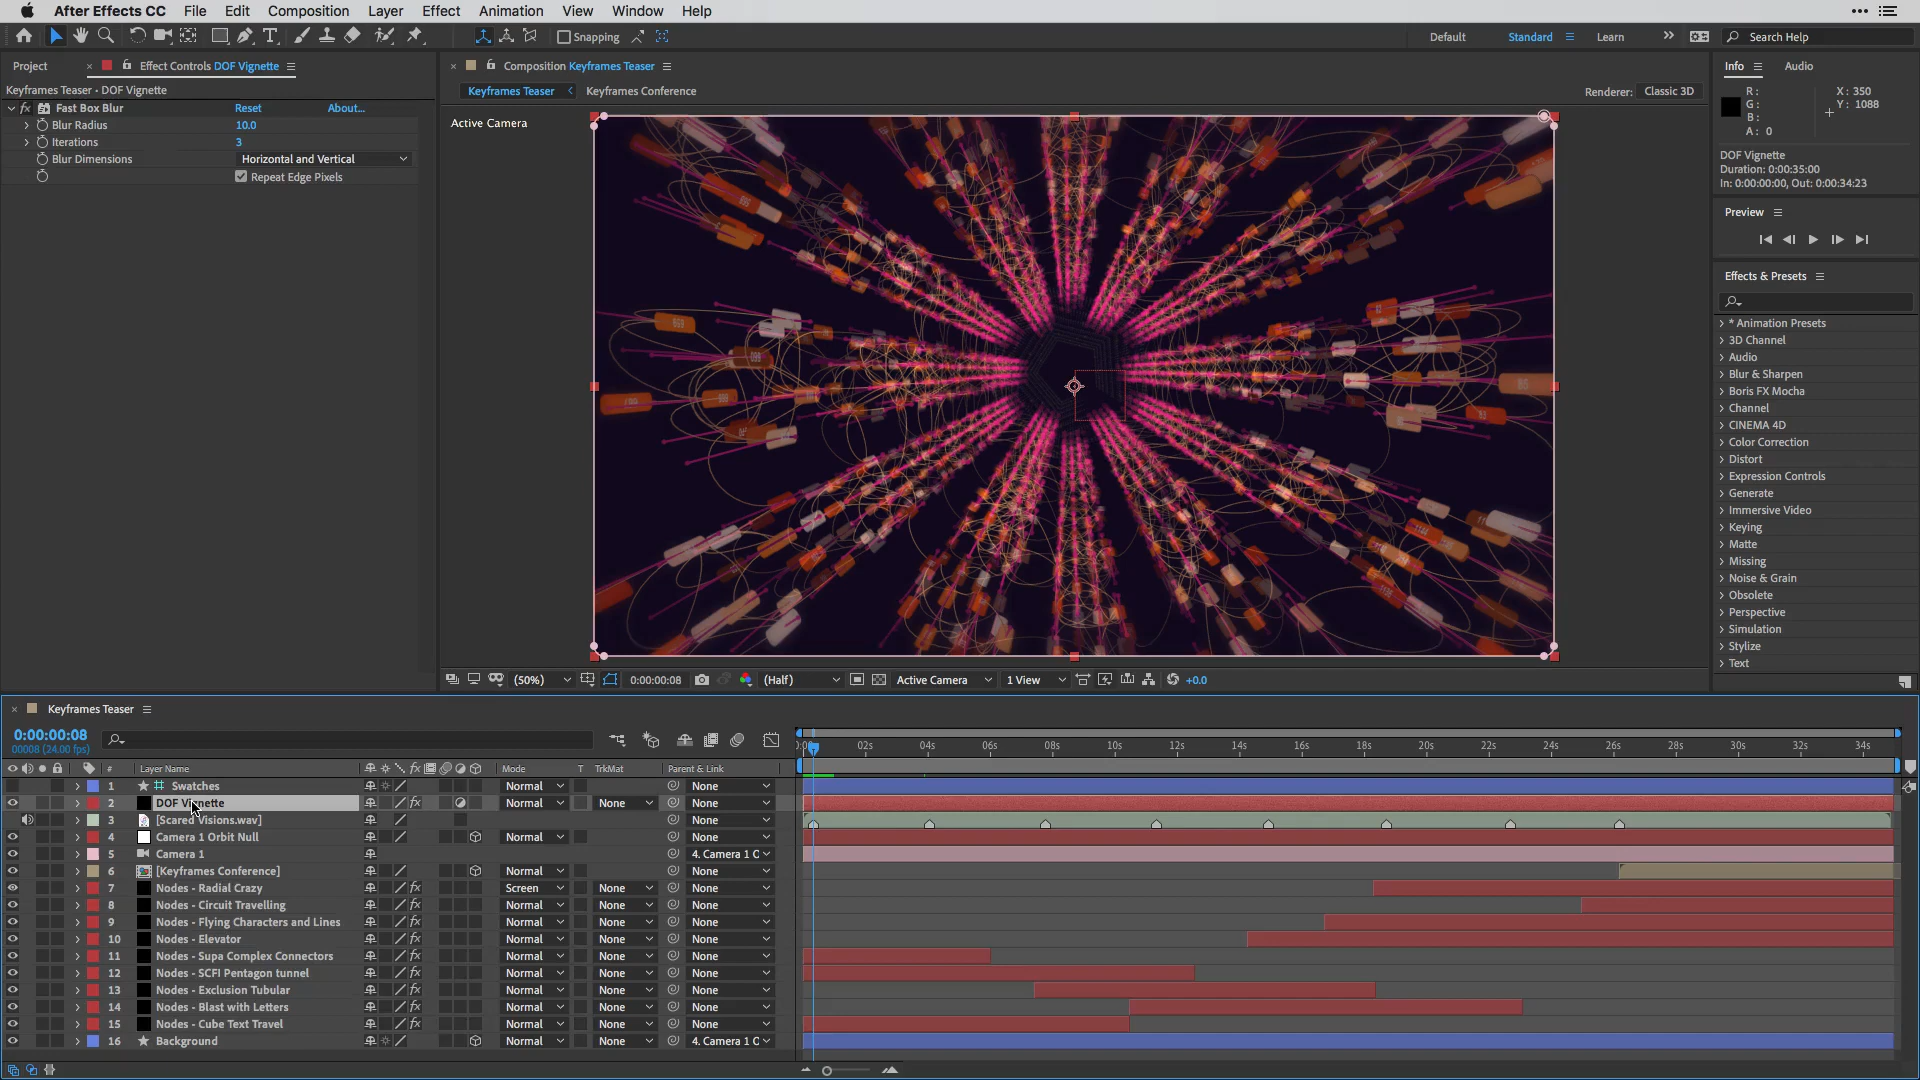 After Effects CC File Edit Composition Layer Effect Animation View Window Help
Snapping Default Standard Learn Search Help
Project Effect Controls DOF Vignette
Keyframes Teaser • DOF Vignette
fx Fast Box Blur Reset About...
Blur Radius 10.0
Iterations 3
Blur Dimensions Horizontal and Vertical
Repeat Edge Pixels
Composition Keyframes Teaser
Keyframes Teaser Keyframes Conference Renderer: Classic 3D
Active Camera
(50%) 0:00:00:08 (Half) Active Camera 1 View +0.0
Info Audio
R: X: 350
G: Y: 1088
B:
A: 0
DOF Vignette
Duration: 0:00:35:00
In: 0:00:00:00, Out: 0:00:34:23
Preview
Effects & Presets
* Animation Presets
3D Channel
Audio
Blur & Sharpen
Boris FX Mocha
Channel
CINEMA 4D
Color Correction
Distort
Expression Controls
Generate
Immersive Video
Keying
Matte
Missing
Noise & Grain
Obsolete
Perspective
Simulation
Stylize
Text
Keyframes Teaser
0:00:00:08
00008 (24.00 fps)
02s 04s 06s 08s 10s 12s 14s 16s 18s 20s 22s 24s 26s 28s 30s 32s 34s
# Layer Name fx Mode T TrkMat Parent & Link
1 Swatches Normal None
2 DOF Vignette fx Normal None None
3 [Scared Visions.wav] None
4 Camera 1 Orbit Null Normal None
5 Camera 1 4. Camera 1 C
6 [Keyframes Conference] Normal None
7 Nodes - Radial Crazy fx Screen None None
8 Nodes - Circuit Travelling fx Normal None None
9 Nodes - Flying Characters and Lines fx Normal None None
10 Nodes - Elevator fx Normal None None
11 Nodes - Supa Complex Connectors fx Normal None None
12 Nodes - SCFI Pentagon tunnel fx Normal None None
13 Nodes - Exclusion Tubular fx Normal None None
14 Nodes - Blast with Letters fx Normal None None
15 Nodes - Cube Text Travel fx Normal None None
16 Background Normal None 4. Camera 1 C